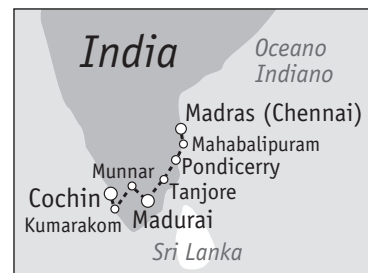 India
Oceano
Indiano
Madras (Chennai)
Mahabalipuram
Pondicerry
Munnar
Tanjore
Cochin
Kumarakom
Madurai
Sri Lanka